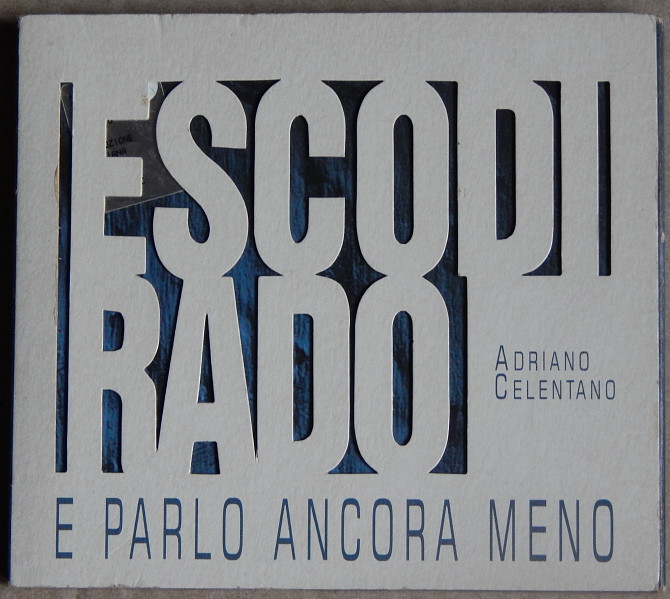 ESCO DI
RADO
ADRIANO
CELENTANO
E PARLO ANCORA MENO